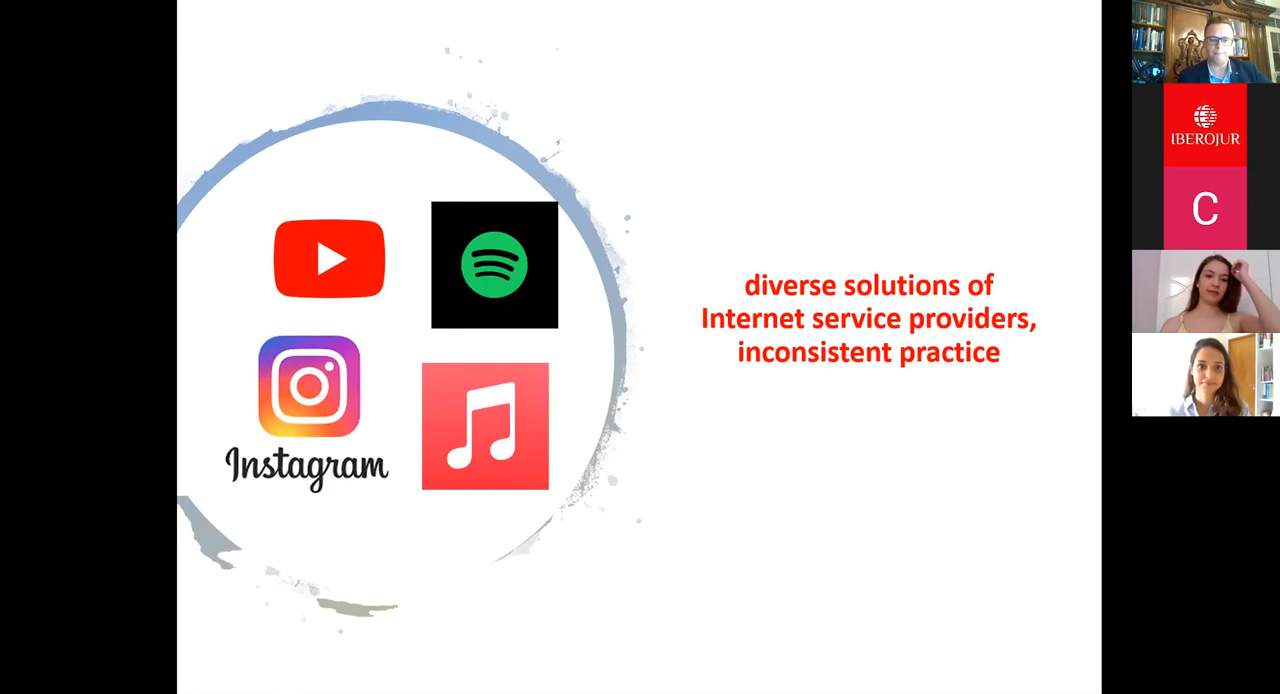 diverse solutions of
Internet service providers,
inconsistent practice
Instagram
IBEROJUR
C